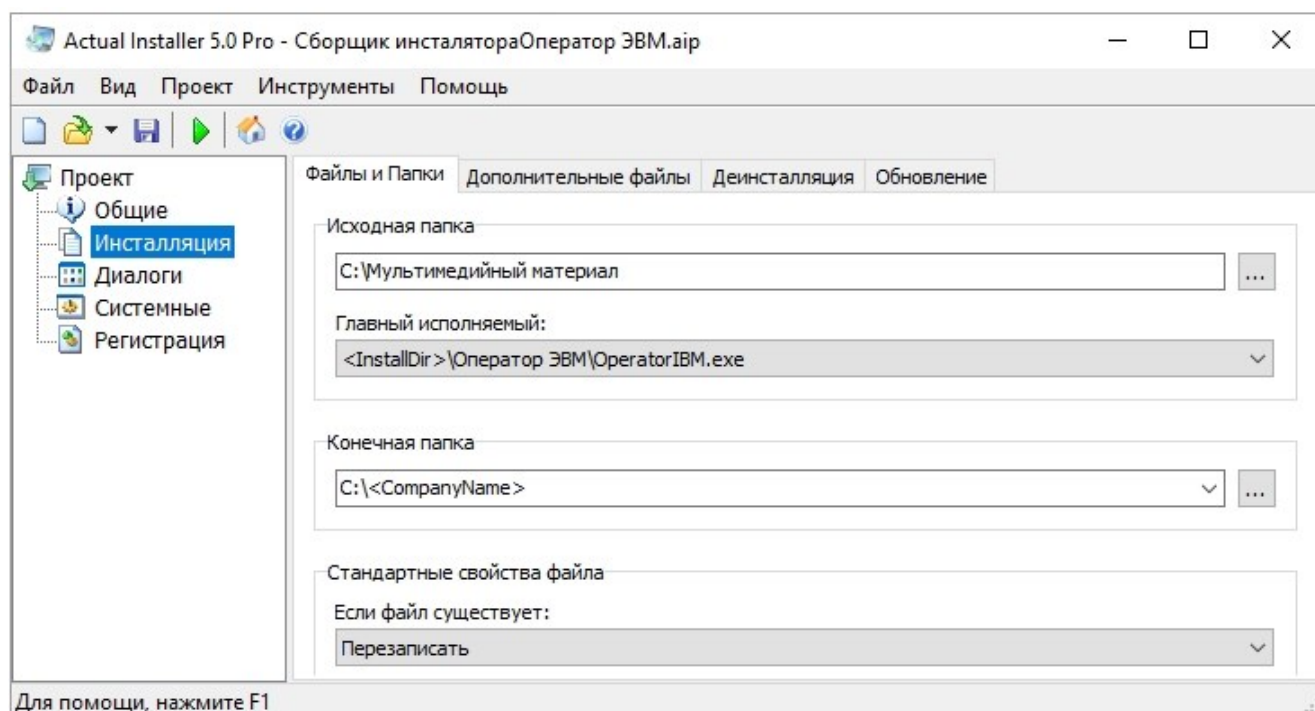 Actual Installer 5.0 Pro - Сборщик инсталятораОператор ЭВМ.aip
Файл Вид Проект Инструменты Помощь
Проект
Общие
Инсталляция
Диалоги
Системные
Регистрация
Файлы и Папки Дополнительные файлы Деинсталляция Обновление
Исходная папка
C:\Мультимедийный материал
...
Главный исполняемый:
<InstallDir>\Оператор ЭВМ\OperatorIBM.exe
Конечная папка
C:\<CompanyName>
...
Стандартные свойства файла
Если файл существует:
Перезаписать
Для помощи, нажмите F1